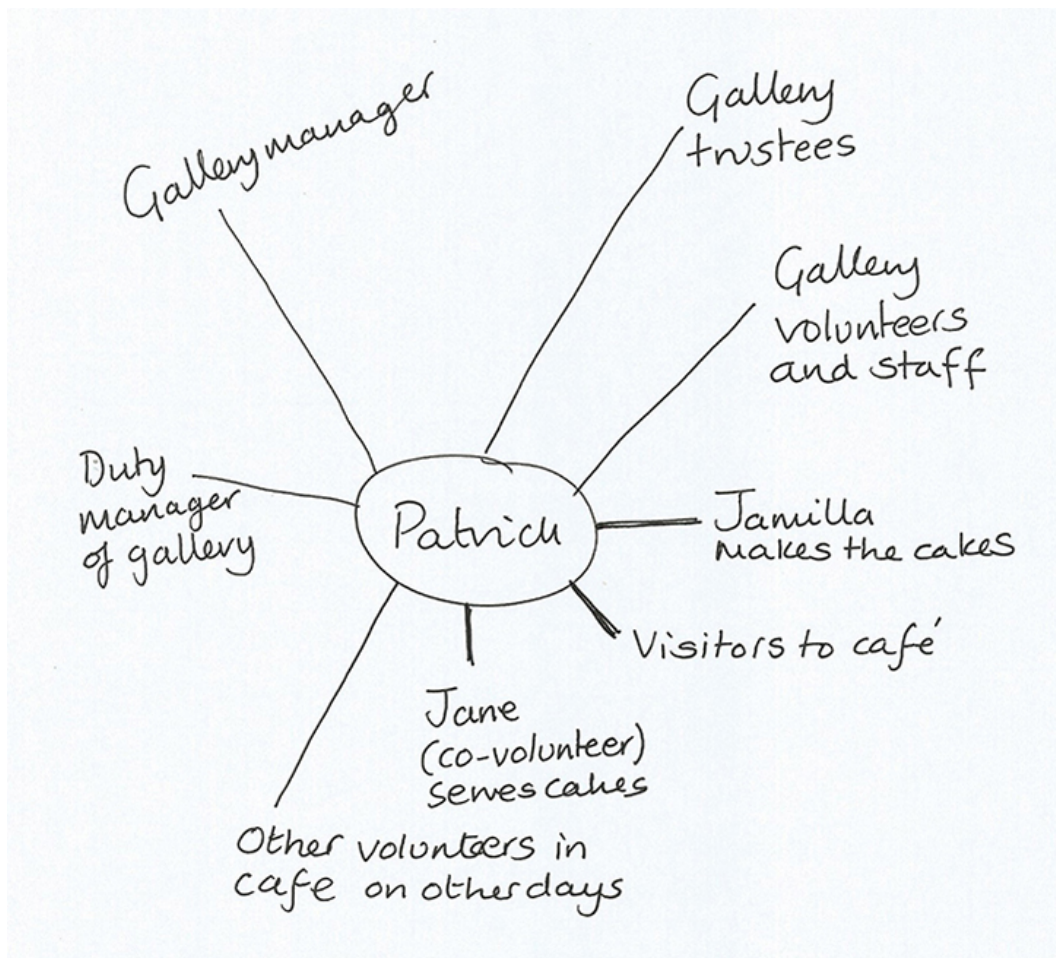 Gallery manager
Gallery
trustees
Gallery
volunteers
and staff
Duty
manager
of gallery
Patrick
Jamilla
makes the cakes
Visitors to café
Jane
(co-volunteer)
serves cakes
Other volunteers in
cafe on other days